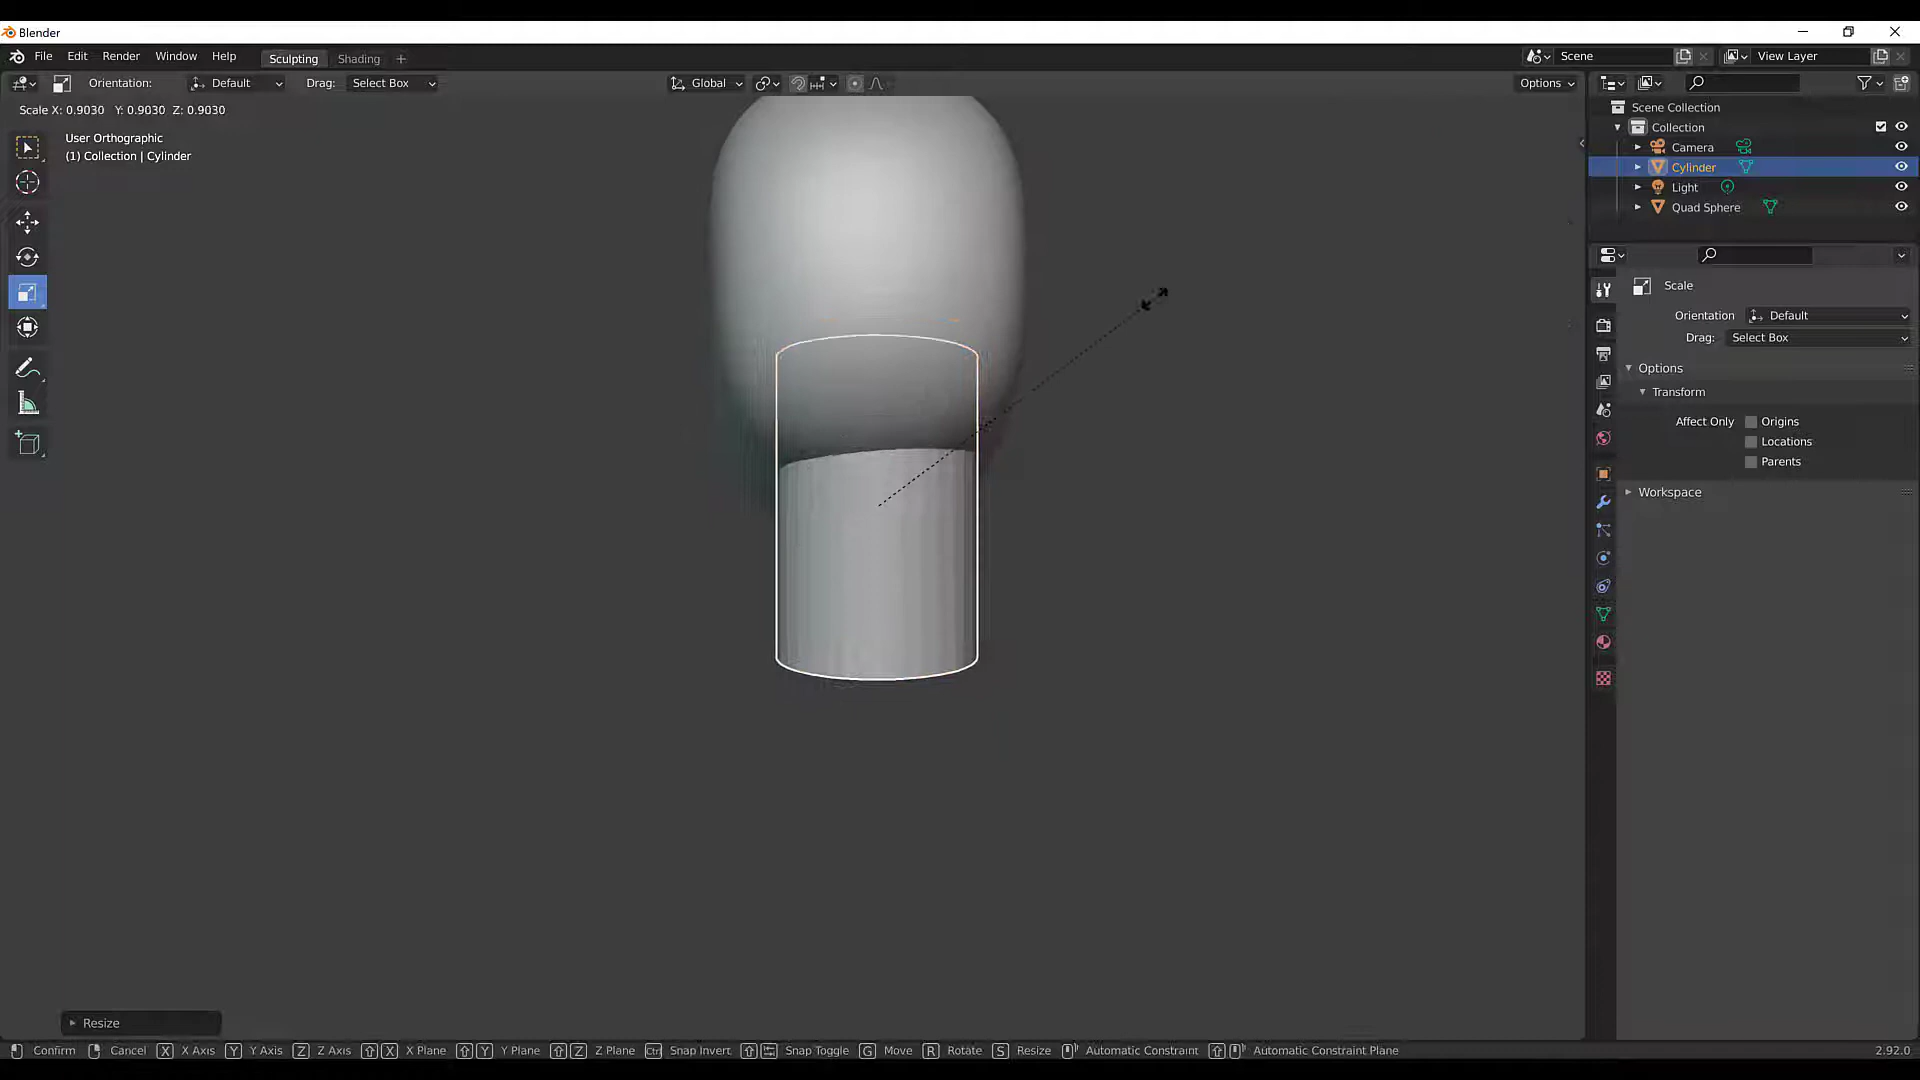 Blender
File Edit Render Window Help Sculpting Shading +
Scene View Layer
Orientation: Default Drag: Select Box Global Options
Scale X: 0.9030 Y: 0.9030 Z: 0.9030
User Orthographic
(1) Collection | Cylinder
Scene Collection
Collection
Camera
Cylinder
Light
Quad Sphere
Scale
Orientation Default
Drag: Select Box
Options
Transform
Affect Only Origins
Locations
Parents
Workspace
Resize
Confirm Cancel X X Axis Y Y Axis Z Z Axis X X Plane Y Y Plane Z Z Plane Ctrl Snap Invert Snap Toggle G Move R Rotate S Resize Automatic Constraint Automatic Constraint Plane 2.92.0